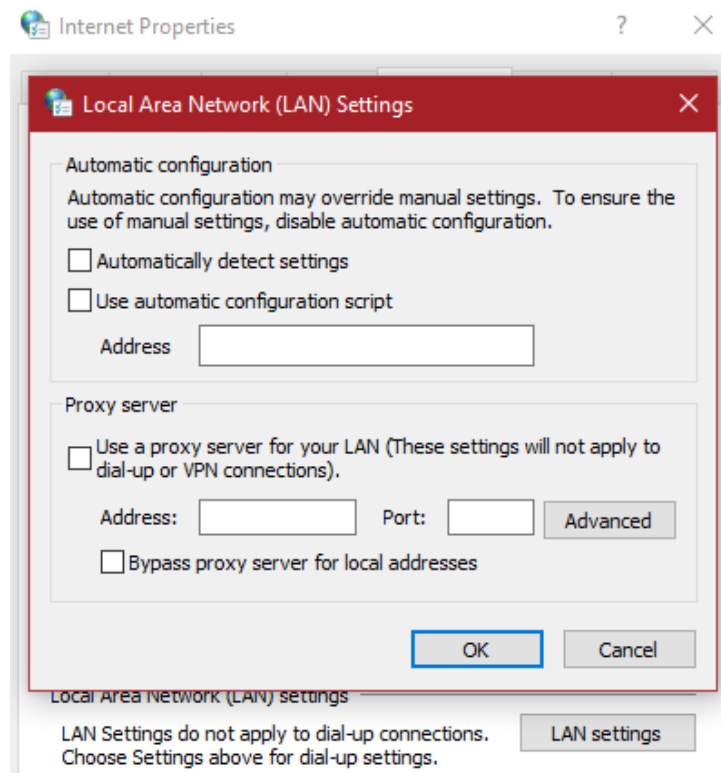 Internet Properties
?
Local Area Network (LAN) Settings
Automatic configuration
Automatic configuration may override manual settings.  To ensure the
use of manual settings, disable automatic configuration.
Automatically detect settings
Use automatic configuration script
Address
Proxy server
Use a proxy server for your LAN (These settings will not apply to
dial-up or VPN connections).
Address:
Port:
Advanced
Bypass proxy server for local addresses
OK
Cancel
Local Area Network (LAN) settings
LAN Settings do not apply to dial-up connections.
Choose Settings above for dial-up settings.
LAN settings